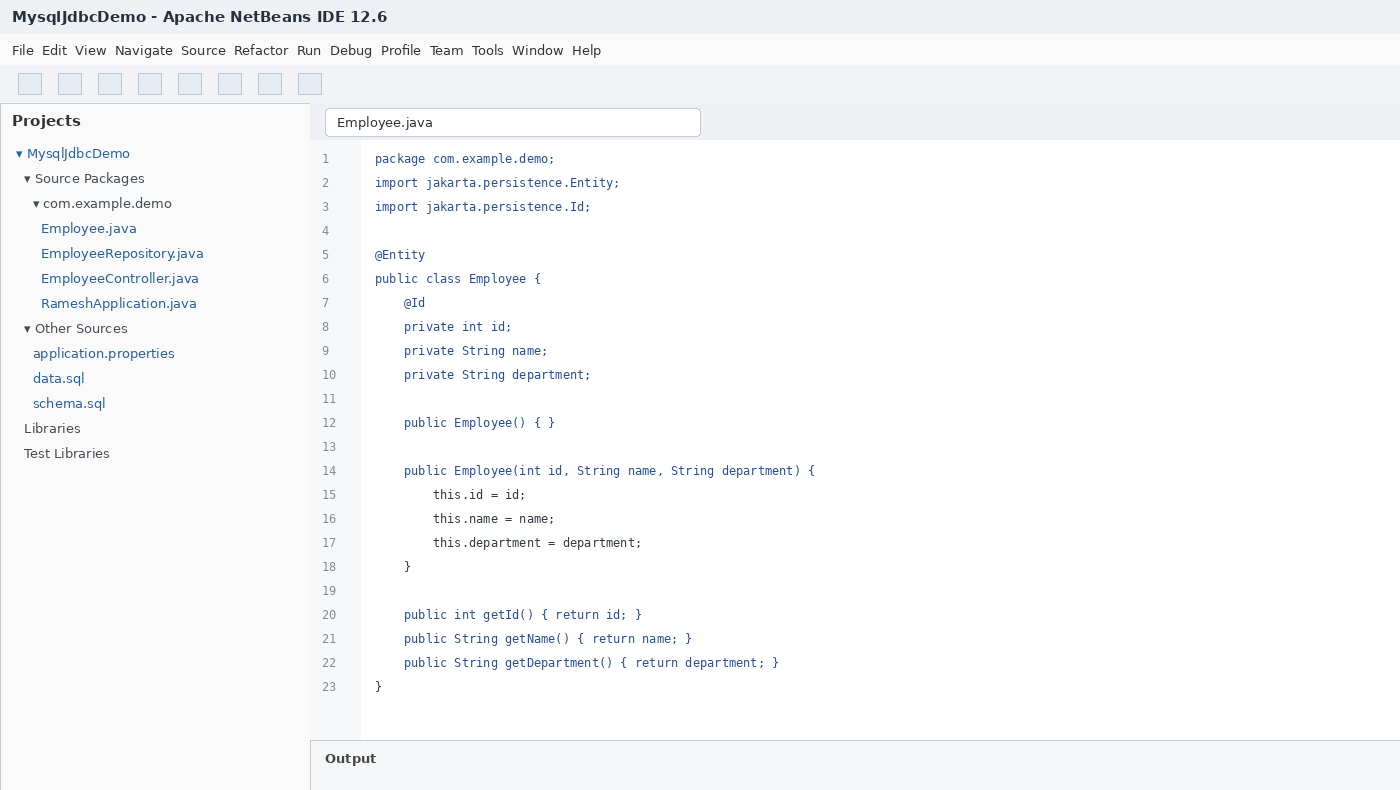 MysqlJdbcDemo - Apache NetBeans IDE 12.6
File Edit View Navigate Source Refactor Run Debug Profile Team Tools Window Help
Projects
▾ MysqlJdbcDemo
▾ Source Packages
▾ com.example.demo
Employee.java
EmployeeRepository.java
EmployeeController.java
RameshApplication.java
▾ Other Sources
application.properties
data.sql
schema.sql
Libraries
Test Libraries
Employee.java
1 package com.example.demo;
2 import jakarta.persistence.Entity;
3 import jakarta.persistence.Id;
4
5 @Entity
6 public class Employee {
7     @Id
8     private int id;
9     private String name;
10     private String department;
11
12     public Employee() { }
13
14     public Employee(int id, String name, String department) {
15         this.id = id;
16         this.name = name;
17         this.department = department;
18     }
19
20     public int getId() { return id; }
21     public String getName() { return name; }
22     public String getDepartment() { return department; }
23 }
Output